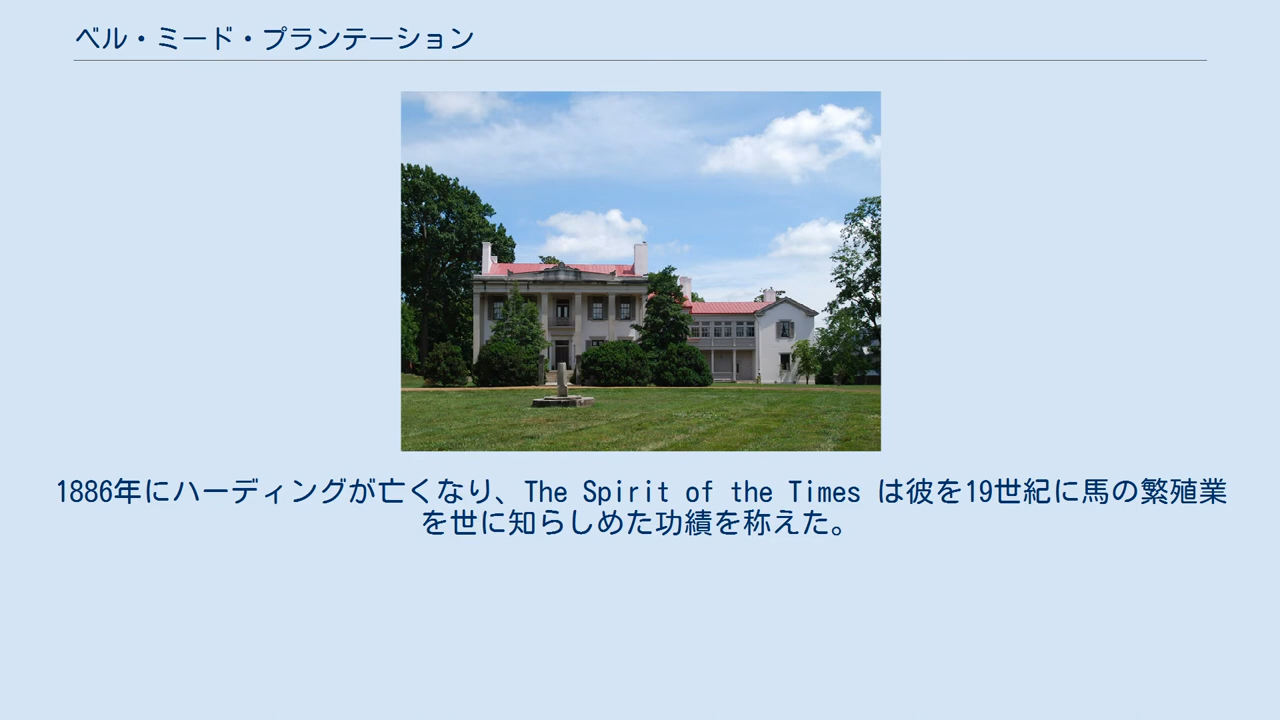 ベル・ミード・プランテーション
1886年にハーディングが亡くなり、The Spirit of the Times は彼を19世紀に馬の繁殖業
を世に知らしめた功績を称えた。